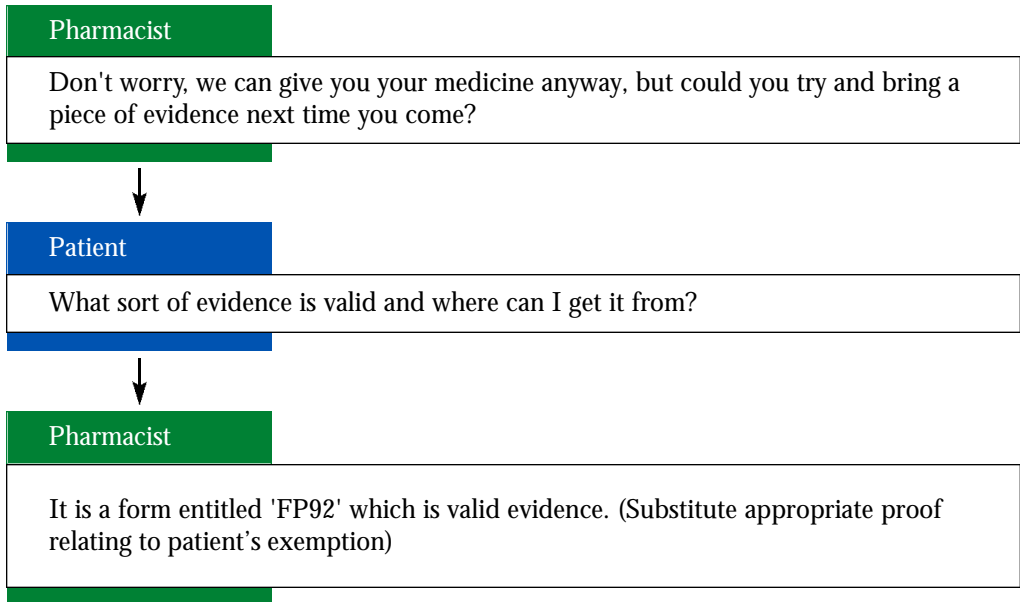 Pharmacist
Don't worry, we can give you your medicine anyway, but could you try and bring a
piece of evidence next time you come?
Patient
What sort of evidence is valid and where can I get it from?
Pharmacist
It is a form entitled 'FP92' which is valid evidence. (Substitute appropriate proof
relating to patient’s exemption)